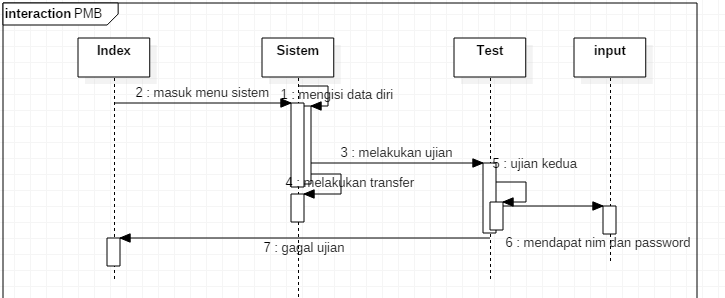 interaction PMB
Index
Sistem
Test
input
2 : masuk menu sistem
1 : mengisi data diri
3 : melakukan ujian
5 : ujian kedua
4 : melakukan transfer
6 : mendapat nim dan password
7 : gagal ujian